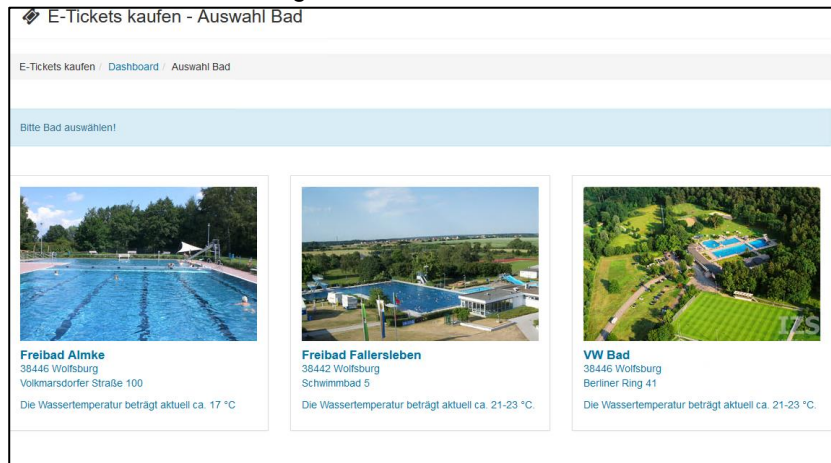 E-Tickets kaufen - Auswahl Bad
E-Tickets kaufen / Dashboard / Auswahl Bad
Bitte Bad auswählen!
Freibad Almke
38446 Wolfsburg
Volkmarsdorfer Straße 100
Die Wassertemperatur beträgt aktuell ca. 17 °C
Freibad Fallersleben
38442 Wolfsburg
Schwimmbad 5
Die Wassertemperatur beträgt aktuell ca. 21-23 °C.
IZS
VW Bad
38446 Wolfsburg
Berliner Ring 41
Die Wassertemperatur beträgt aktuell ca. 21-23 °C.